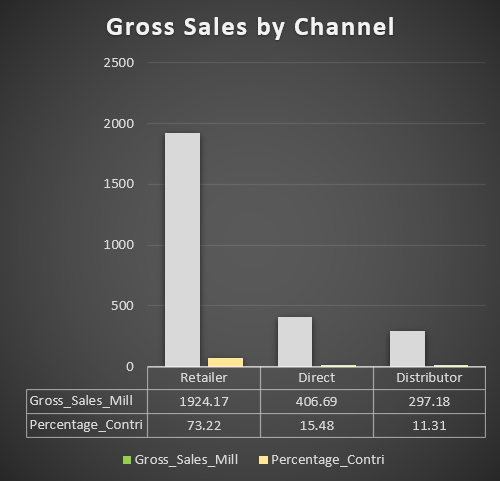 Gross Sales by Channel
2500
2000
1500
1000
500
0
Retailer Direct Distributor
Gross_Sales_Mill 1924.17 406.69 297.18
Percentage_Contri 73.22 15.48 11.31
Gross_Sales_Mill Percentage_Contri